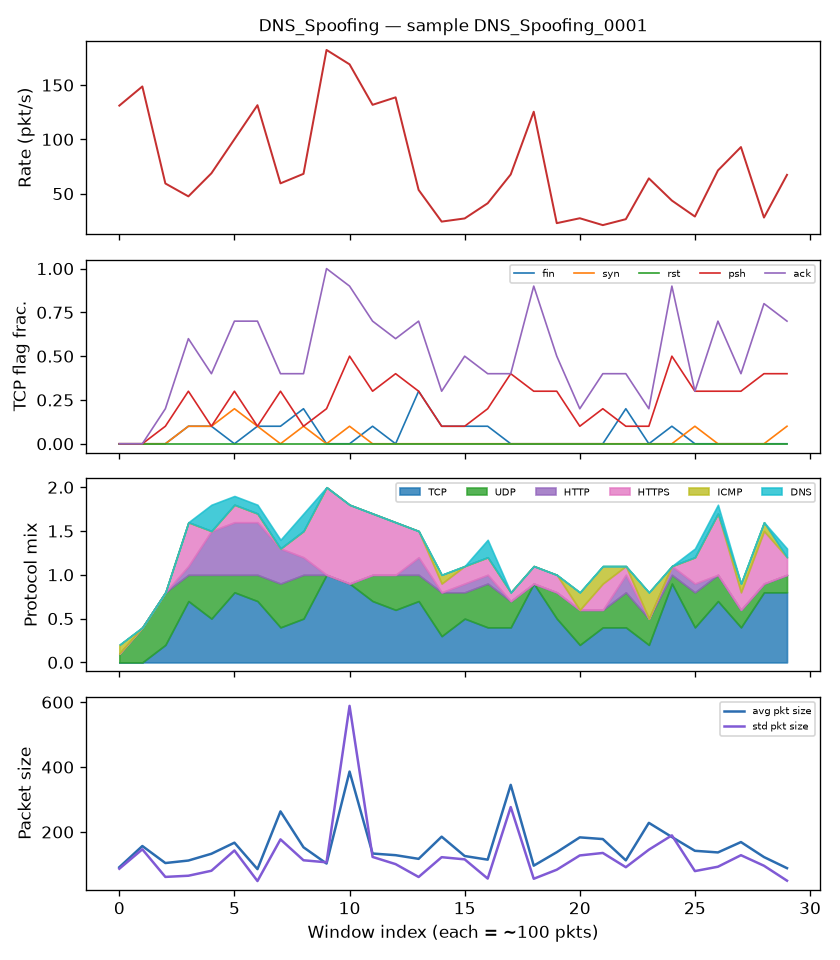 DNS_Spoofing — sample DNS_Spoofing_0001
Rate (pkt/s)
150
100
50
TCP flag frac.
1.00
0.75
0.50
0.25
0.00
fin syn rst psh ack
Protocol mix
2.0
1.5
1.0
0.5
0.0
TCP UDP HTTP HTTPS ICMP DNS
Packet size
600
400
200
avg pkt size
std pkt size
0 5 10 15 20 25 30
Window index (each = ~100 pkts)